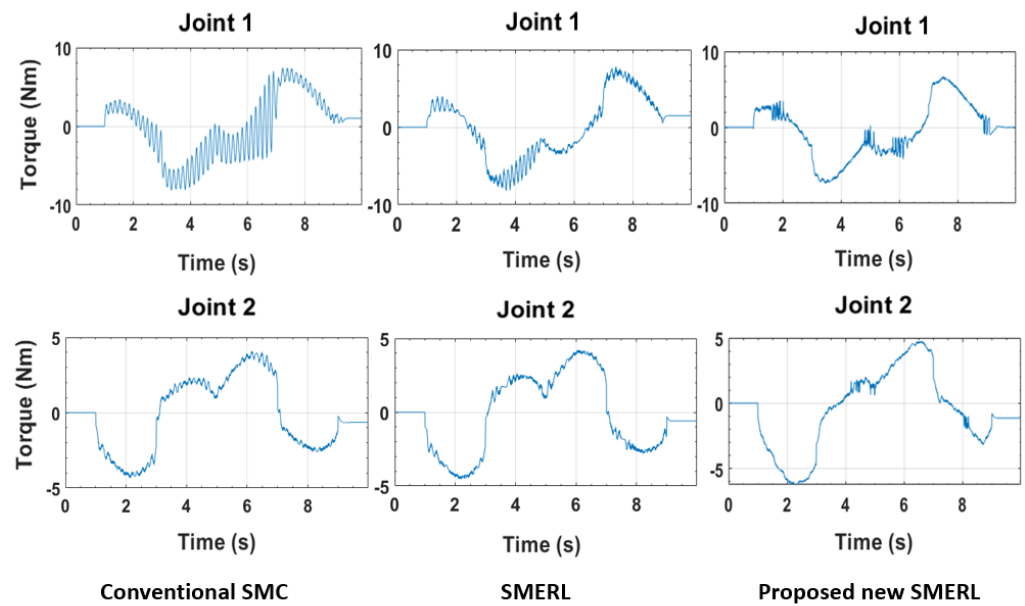 Joint 1
Joint 1
Joint 1
Torque (Nm)
10
0
-10
0 2 4 6 8
Time (s)
10
0
-10
0 2 4 6 8
Time (s)
10
0
-10
0 2 4 6 8
Time (s)
Joint 2
Joint 2
Joint 2
Torque (Nm)
5
0
-5
0 2 4 6 8
Time (s)
5
0
-5
0 2 4 6 8
Time (s)
5
0
-5
0 2 4 6 8
Time (s)
Conventional SMC
SMERL
Proposed new SMERL